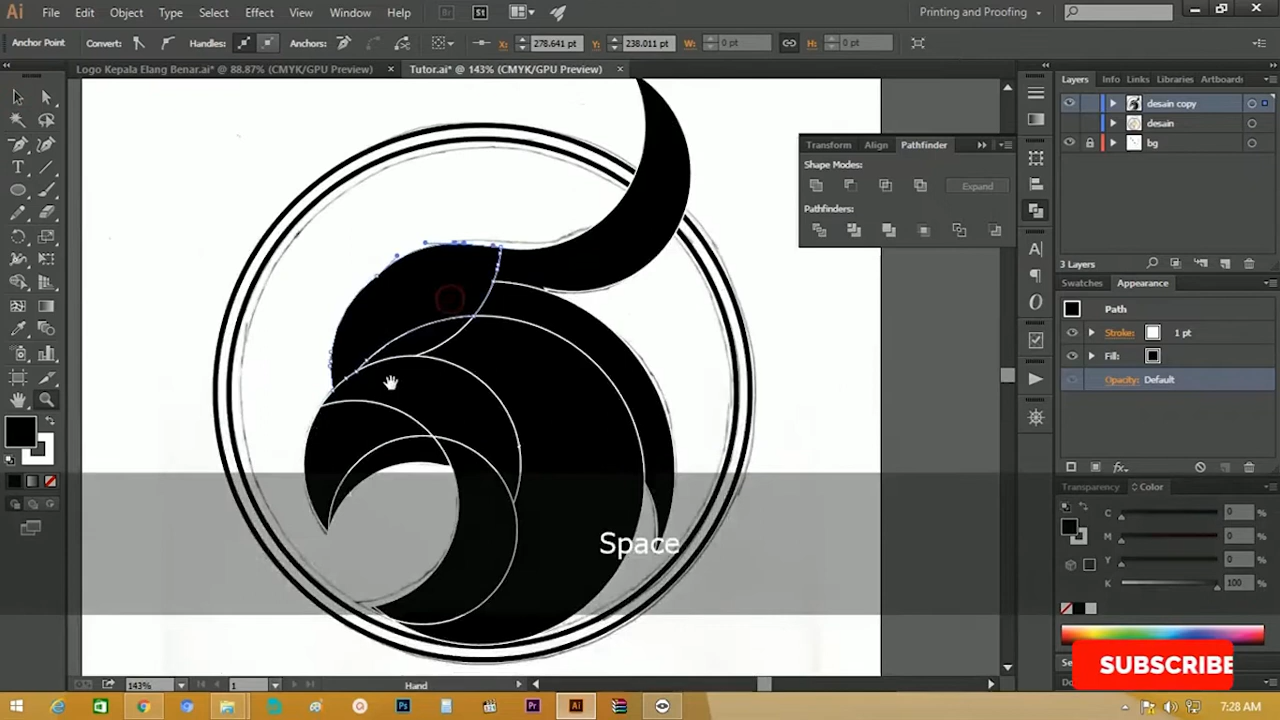 Ai File Edit Object Type Select Effect View Window Help Br St Printing and Proofing
Anchor Point Convert: Handles: Anchors: X: 278.641 pt Y: 238.011 pt W: 0 pt H: 0 pt
Logo Kepala Elang Benar.ai* @ 88.87% (CMYK/GPU Preview) × Tutor.ai* @ 143% (CMYK/GPU Preview) ×
Layers Info Links Libraries Artboard
desain copy
desain
bg
Transform Align Pathfinder
Shape Modes:
Expand
Pathfinders:
3 Layers
Swatches Appearance
Path
Stroke: 1 pt
Fill:
Opacity: Default
Transparency Color
C 0 %
M 0 %
Y 0 %
K 100 %
Space
SUBSCRIBE
143% 1 Hand
7:28 AM